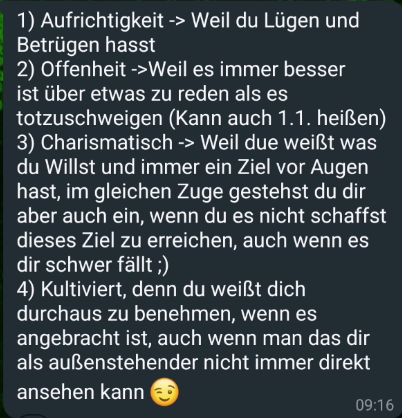 1) Aufrichtigkeit -> Weil du Lügen und
Betrügen hasst
2) Offenheit ->Weil es immer besser
ist über etwas zu reden als es
totzuschweigen (Kann auch 1.1. heißen)
3) Charismatisch -> Weil due weißt was
du Willst und immer ein Ziel vor Augen
hast, im gleichen Zuge gestehst du dir
aber auch ein, wenn du es nicht schaffst
dieses Ziel zu erreichen, auch wenn es
dir schwer fällt ;)
4) Kultiviert, denn du weißt dich
durchaus zu benehmen, wenn es
angebracht ist, auch wenn man das dir
als außenstehender nicht immer direkt
ansehen kann 😉
09:16